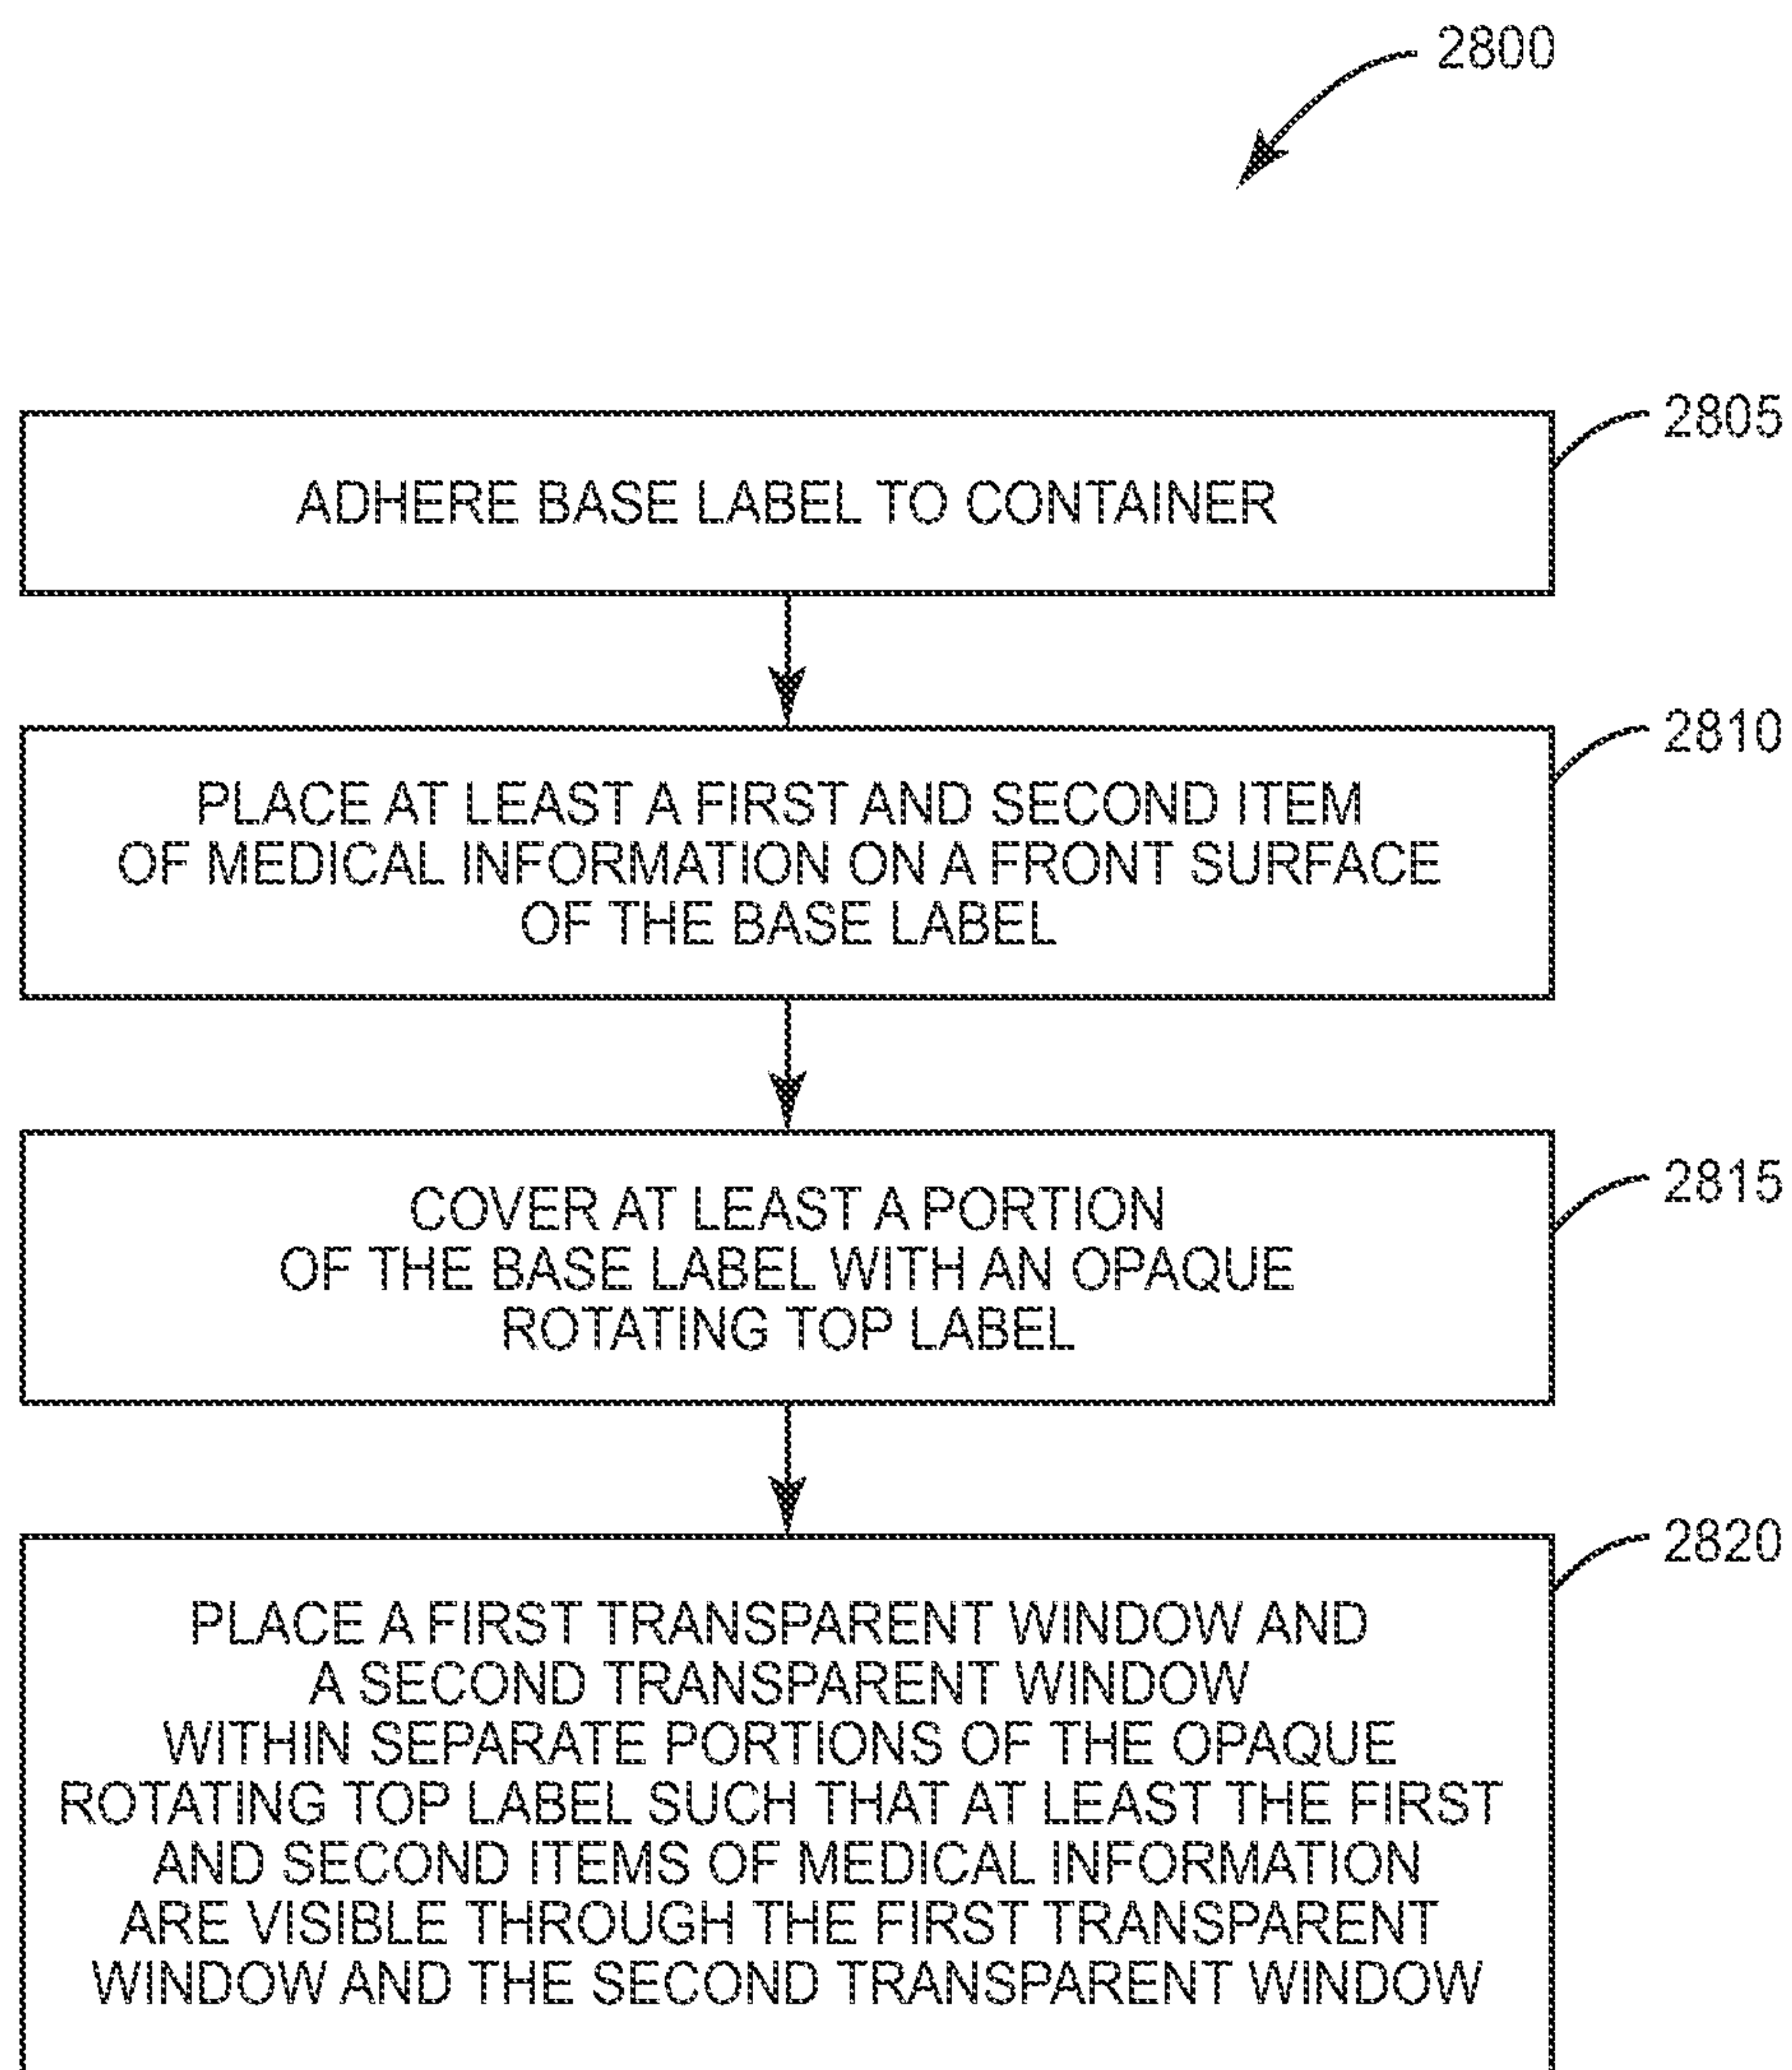 2800
2805
ADHERE BASE LABEL TO CONTAINER
2810
PLACE AT LEAST A FIRST AND SECOND ITEM
OF MEDICAL INFORMATION ON A FRONT SURFACE
OF THE BASE LABEL
2815
COVER AT LEAST A PORTION
OF THE BASE LABEL WITH AN OPAQUE
ROTATING TOP LABEL
2820
PLACE A FIRST TRANSPARENT WINDOW AND
A SECOND TRANSPARENT WINDOW
WITHIN SEPARATE PORTIONS OF THE OPAQUE
ROTATING TOP LABEL SUCH THAT AT LEAST THE FIRST
AND SECOND ITEMS OF MEDICAL INFORMATION
ARE VISIBLE THROUGH THE FIRST TRANSPARENT
WINDOW AND THE SECOND TRANSPARENT WINDOW